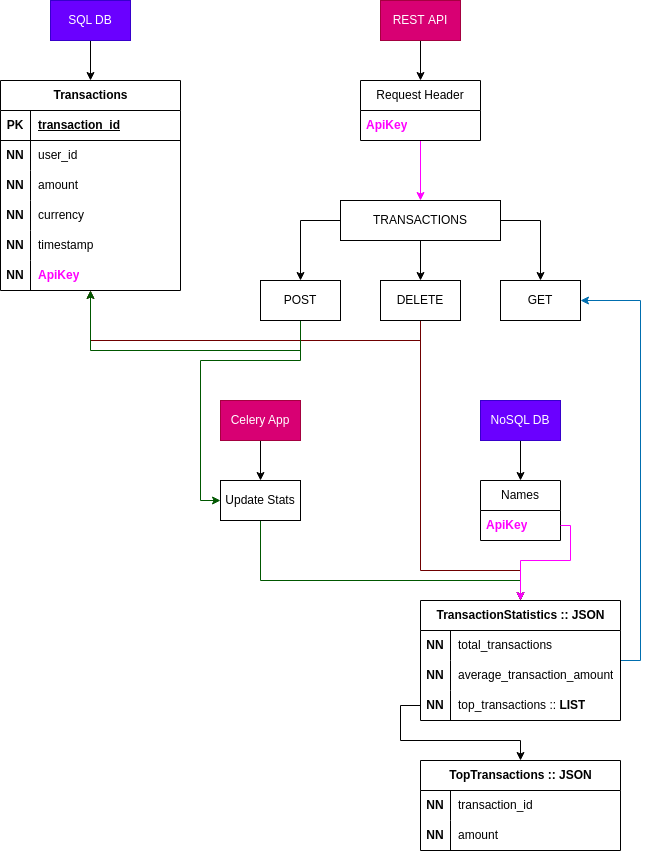 SQL DB
REST API
Transactions
PK transaction_id
NN user_id
NN amount
NN currency
NN timestamp
NN ApiKey
Request Header
ApiKey
TRANSACTIONS
POST
DELETE
GET
Celery App
NoSQL DB
Update Stats
Names
ApiKey
TransactionStatistics :: JSON
NN total_transactions
NN average_transaction_amount
NN top_transactions :: LIST
TopTransactions :: JSON
NN transaction_id
NN amount